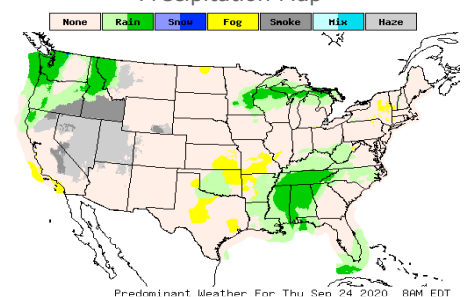 Precipitation Map
None Rain Snow Fog Smoke Mix Haze
Predominant Weather For Thu Sep 24 2020 8AM EDT